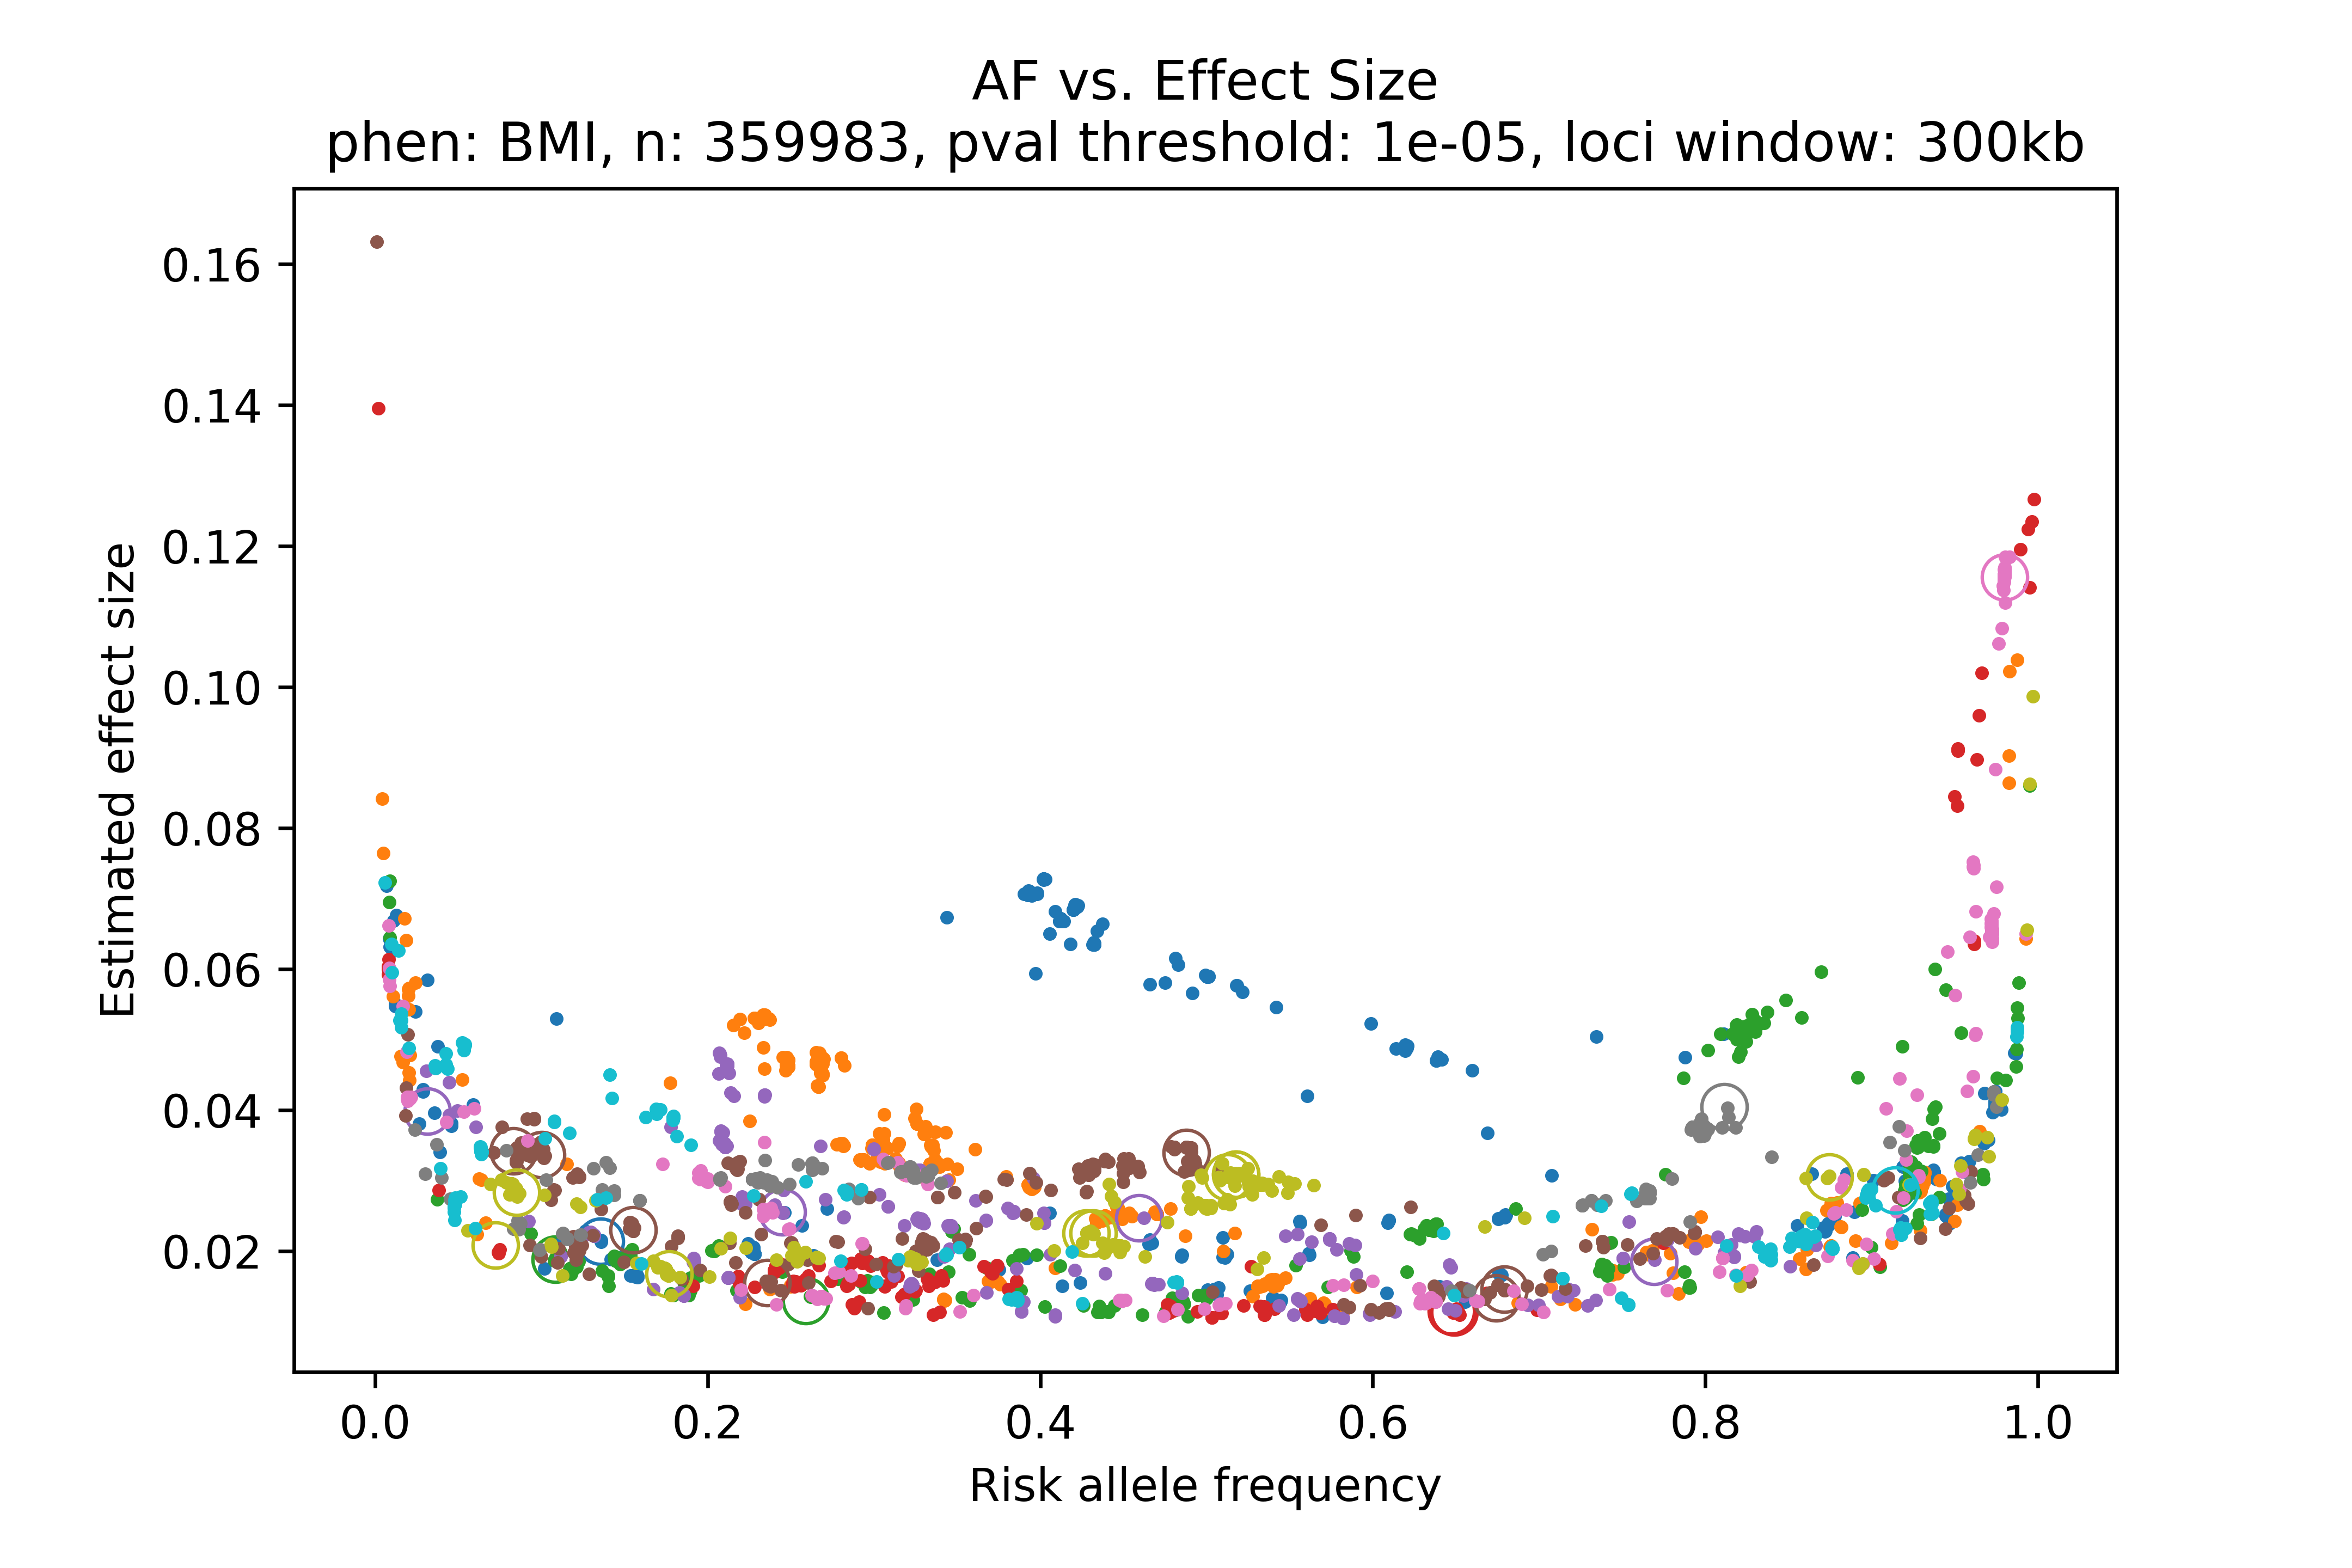 AF vs. Effect Size
phen: BMI, n: 359983, pval threshold: 1e-05, loci window: 300kb
Estimated effect size
0.16
0.14
0.12
0.10
0.08
0.06
0.04
0.02
0.0 0.2 0.4 0.6 0.8 1.0
Risk allele frequency